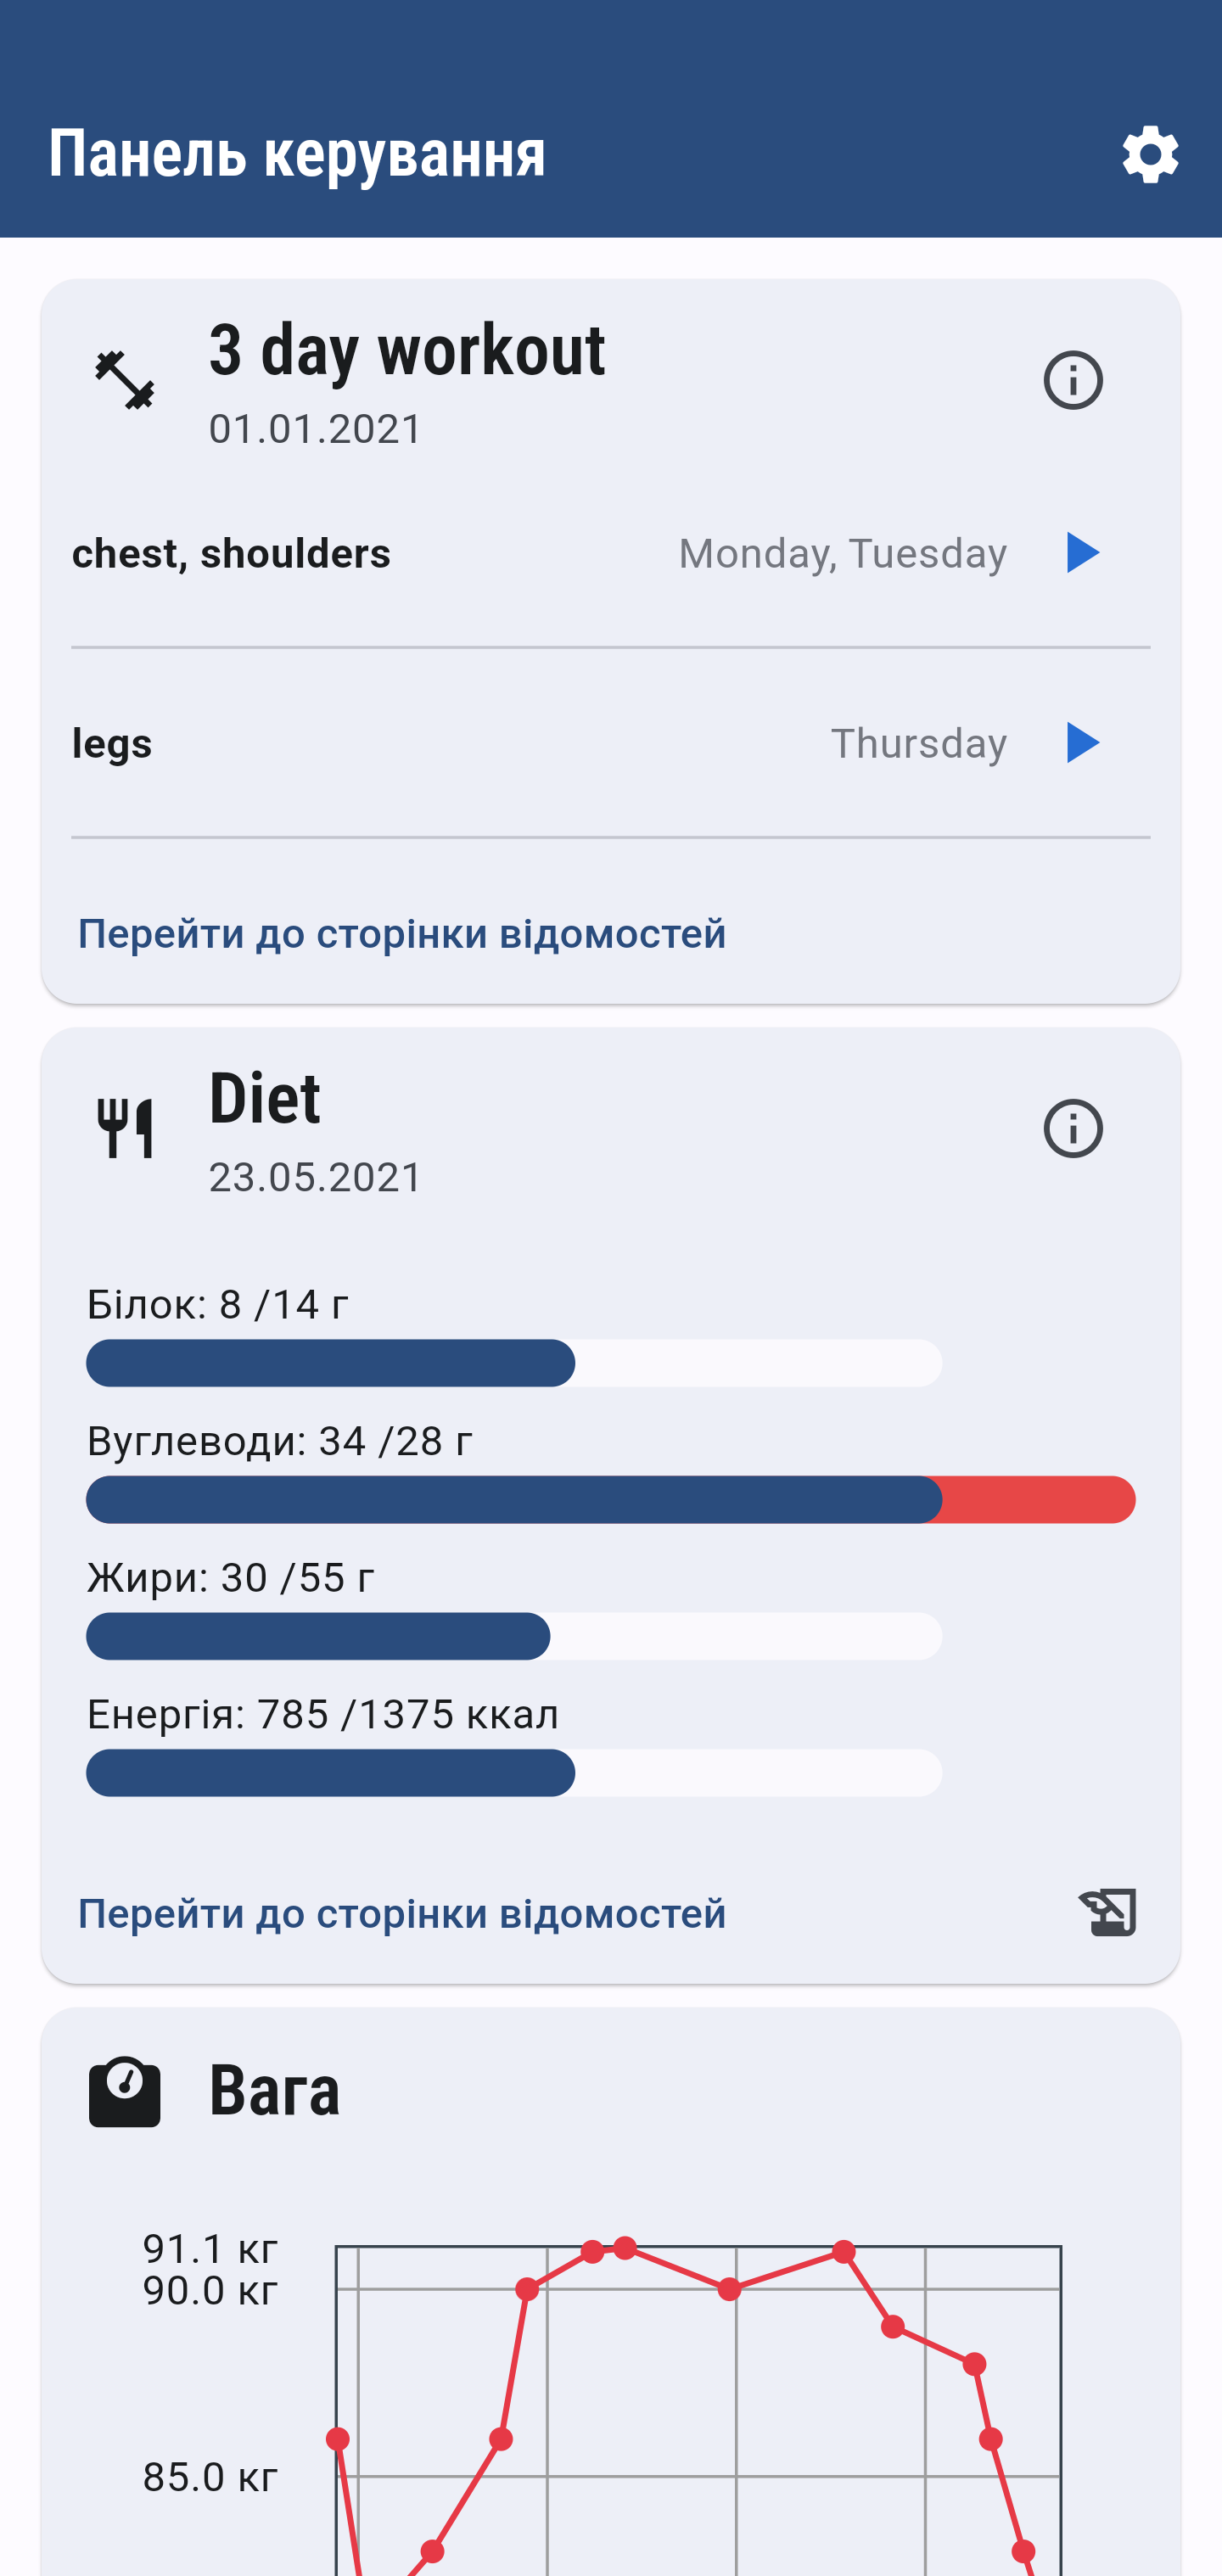 Панель керування
3 day workout
01.01.2021
chest, shoulders Monday, Tuesday
legs Thursday
Перейти до сторінки відомостей
Diet
23.05.2021
Білок: 8 /14 г
Вуглеводи: 34 /28 г
Жири: 30 /55 г
Енергія: 785 /1375 ккал
Перейти до сторінки відомостей
Вага
91.1 кг
90.0 кг
85.0 кг